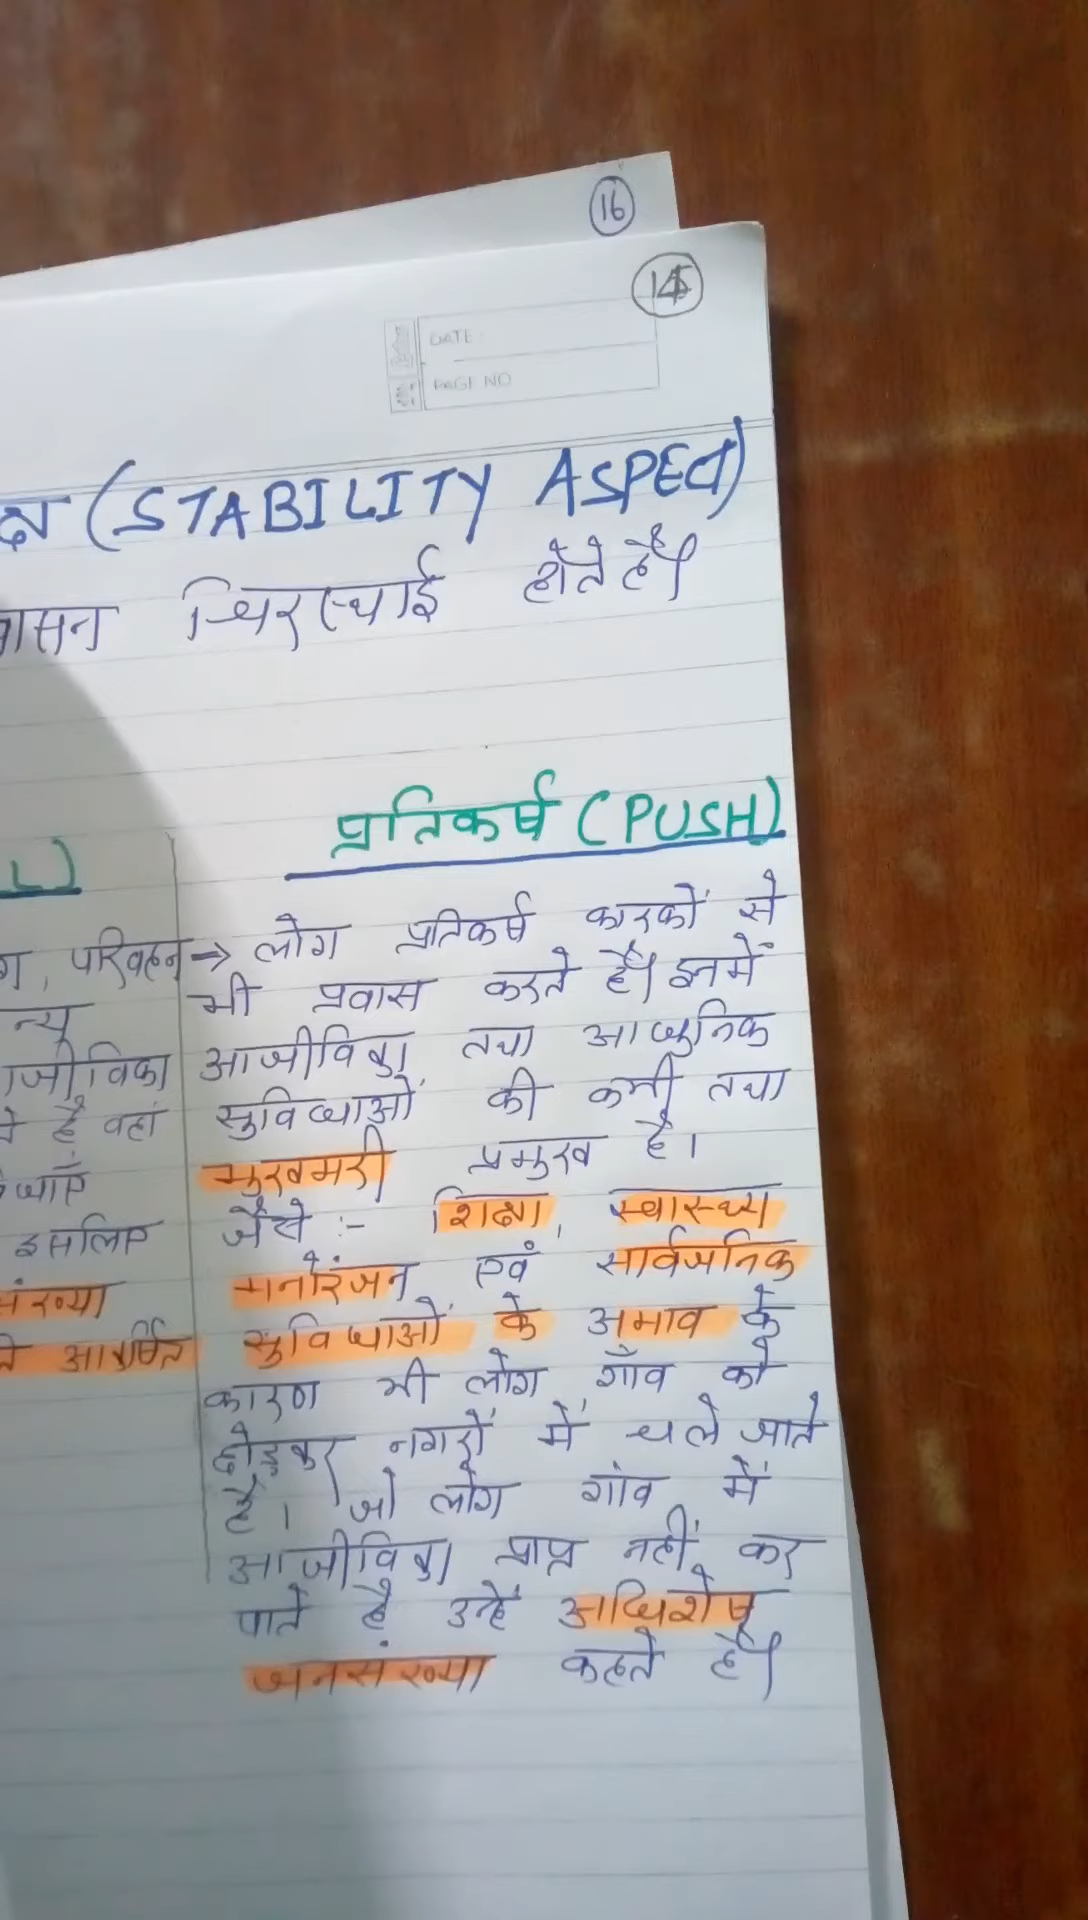 16
DATE
PAGE NO
(STABILITY ASPECT)
चिरस्थाई होते हैं।
प्रतिकर्ष (PUSH)
परिवहन → लोग प्रतिकर्ष कारकों से
भी प्रवास करते हैं। इनमें
आजीविका तथा आधुनिक
है वहां सुविधाओं की कमी तथा
भुखमरी प्रमुख है।
इसलिए जैसे :- शिक्षा, स्वास्थ्य
मनोरंजन एवं सार्वजनिक
सुविधाओं के अभाव के
कारण भी लोग गाँव को
छोड़कर नगरों में चले जाते
हैं। जो लोग गांव में
आजीविका प्राप्त नहीं कर
पाते है उन्हें अधिशेष
जनसंख्या कहते हैं।